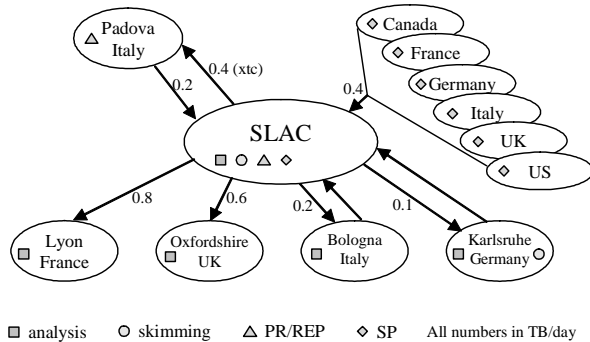 Padova
Italy
0.2
0.4 (xtc)
Canada
France
Germany
Italy
UK
US
0.4
SLAC
0.8
0.6
0.2
0.1
Lyon
France
Oxfordshire
UK
Bologna
Italy
Karlsruhe
Germany
analysis
skimming
PR/REP
SP
All numbers in TB/day